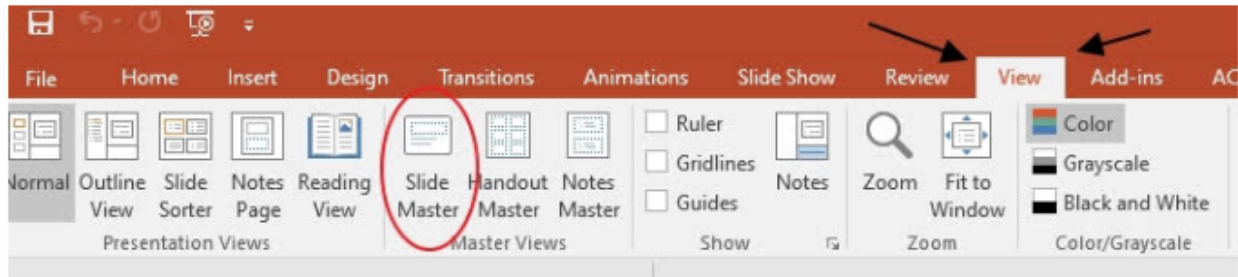 File Home Insert Design Transitions Animations Slide Show Review View Add-ins AC
Ruler
Color
Gridlines
Grayscale
Normal Outline Slide Notes Reading Slide Handout Notes Notes Zoom Fit to
Guides
Black and White
View Sorter Page View Master Master Master Window
Presentation Views Master Views Show Zoom Color/Grayscale